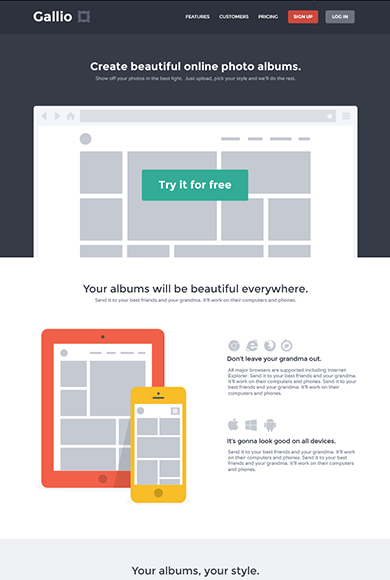 Gallio
FEATURES CUSTOMERS PRICING SIGN UP LOG IN
Create beautiful online photo albums.
Show off your photos in the best light. Just upload, pick your style and we'll do the rest.
Try it for free
Your albums will be beautiful everywhere.
Send it to your best friends and your grandma. It'll work on their computers and phones.
Don't leave your grandma out.
All major browsers are supported including Internet
Explorer. Send it to your best friends and your grandma.
It'll work on their computers and phones. Send it to your
best friends and your grandma. It'll work on their
computers and phones.
It's gonna look good on all devices.
Send it to your best friends and your grandma. It'll work
on their computers and phones. Send it to your best
friends and your grandma. It'll work on their computers
and phones.
Your albums, your style.